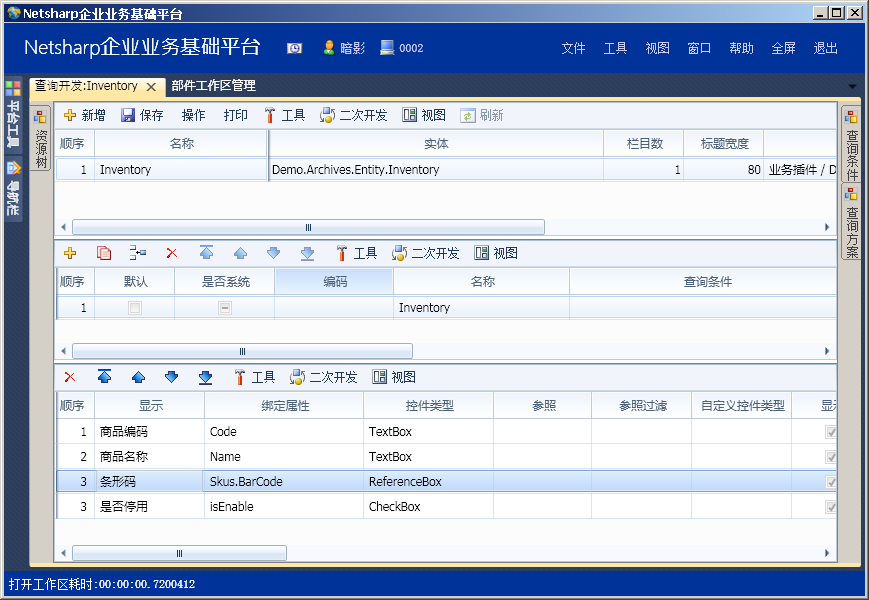 Netsharp企业业务基础平台
Netsharp企业业务基础平台 暗影 0002 文件 工具 视图 窗口 帮助 全屏 退出
查询开发:Inventory 部件工作区管理
平台工具
导航栏
资源树
新增 保存 操作 打印 工具 二次开发 视图 刷新
顺序 名称 实体 栏目数 标题宽度
1 Inventory Demo.Archives.Entity.Inventory 1 80 业务插件 / D
查询条件
查询方案
工具 二次开发 视图
顺序 默认 是否系统 编码 名称 查询条件
1 Inventory
工具 二次开发 视图
顺序 显示 绑定属性 控件类型 参照 参照过滤 自定义控件类型 显
1 商品编码 Code TextBox
2 商品名称 Name TextBox
3 条形码 Skus.BarCode ReferenceBox
3 是否停用 isEnable CheckBox
打开工作区耗时:00:00:00.7200412